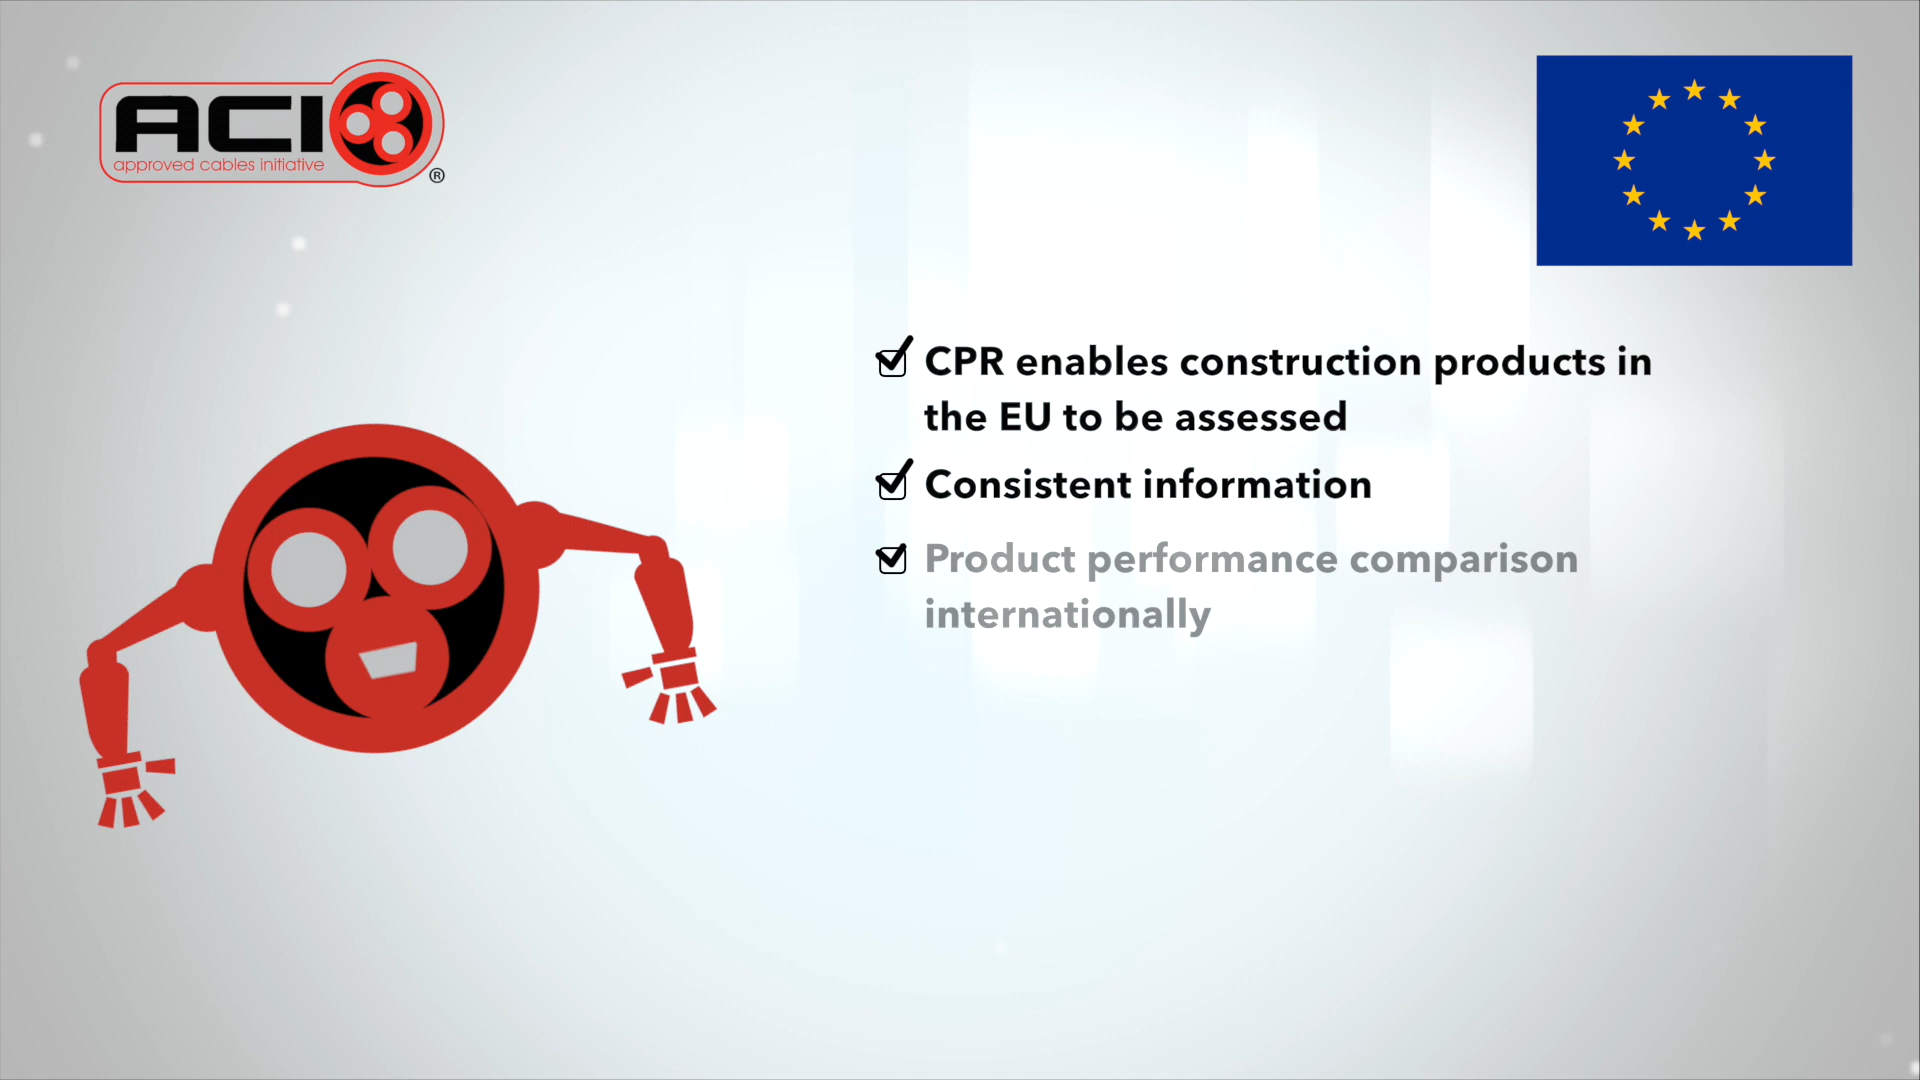 ACI
approved cables initiative
®
CPR enables construction products in
the EU to be assessed
Consistent information
Product performance comparison
internationally